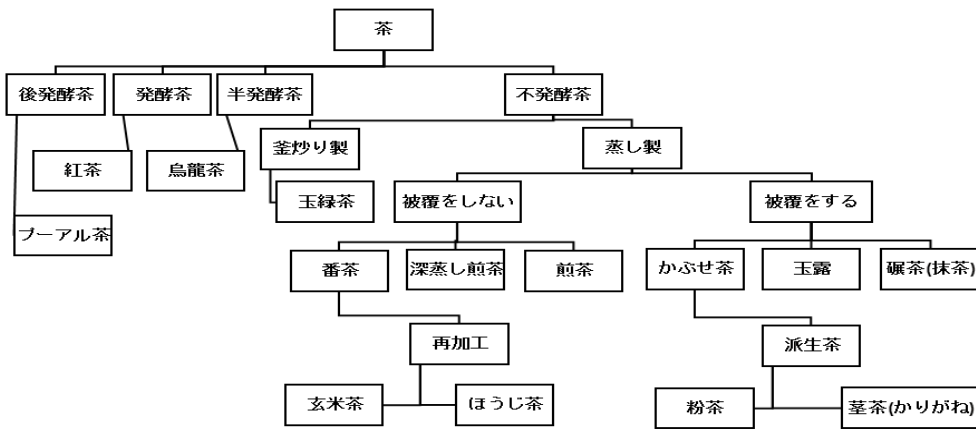 茶
後発酵茶
発酵茶
半発酵茶
不発酵茶
釜炒り製
蒸し製
紅茶
烏龍茶
玉緑茶
被覆をしない
被覆をする
プーアル茶
番茶
深蒸し煎茶
煎茶
かぶせ茶
玉露
碾茶(抹茶)
再加工
派生茶
玄米茶
ほうじ茶
粉茶
茎茶(かりがね)